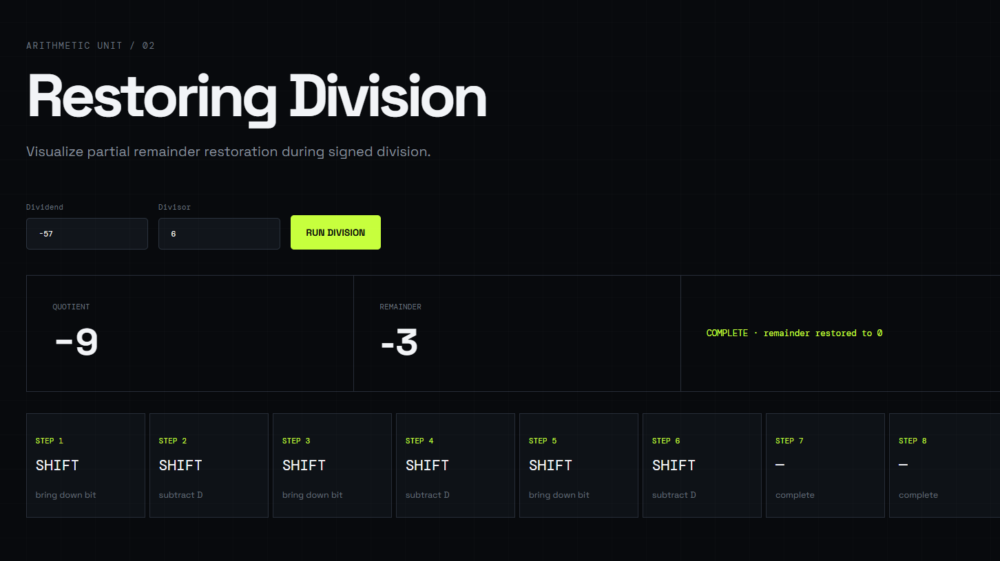 ARITHMETIC UNIT / 02
Restoring Division
Visualize partial remainder restoration during signed division.
Dividend
Divisor
-57
6
RUN DIVISION
QUOTIENT
REMAINDER
-9
-3
COMPLETE · remainder restored to 0
STEP 1
SHIFT
bring down bit
STEP 2
SHIFT
subtract D
STEP 3
SHIFT
bring down bit
STEP 4
SHIFT
subtract D
STEP 5
SHIFT
bring down bit
STEP 6
SHIFT
subtract D
STEP 7
—
complete
STEP 8
—
complete